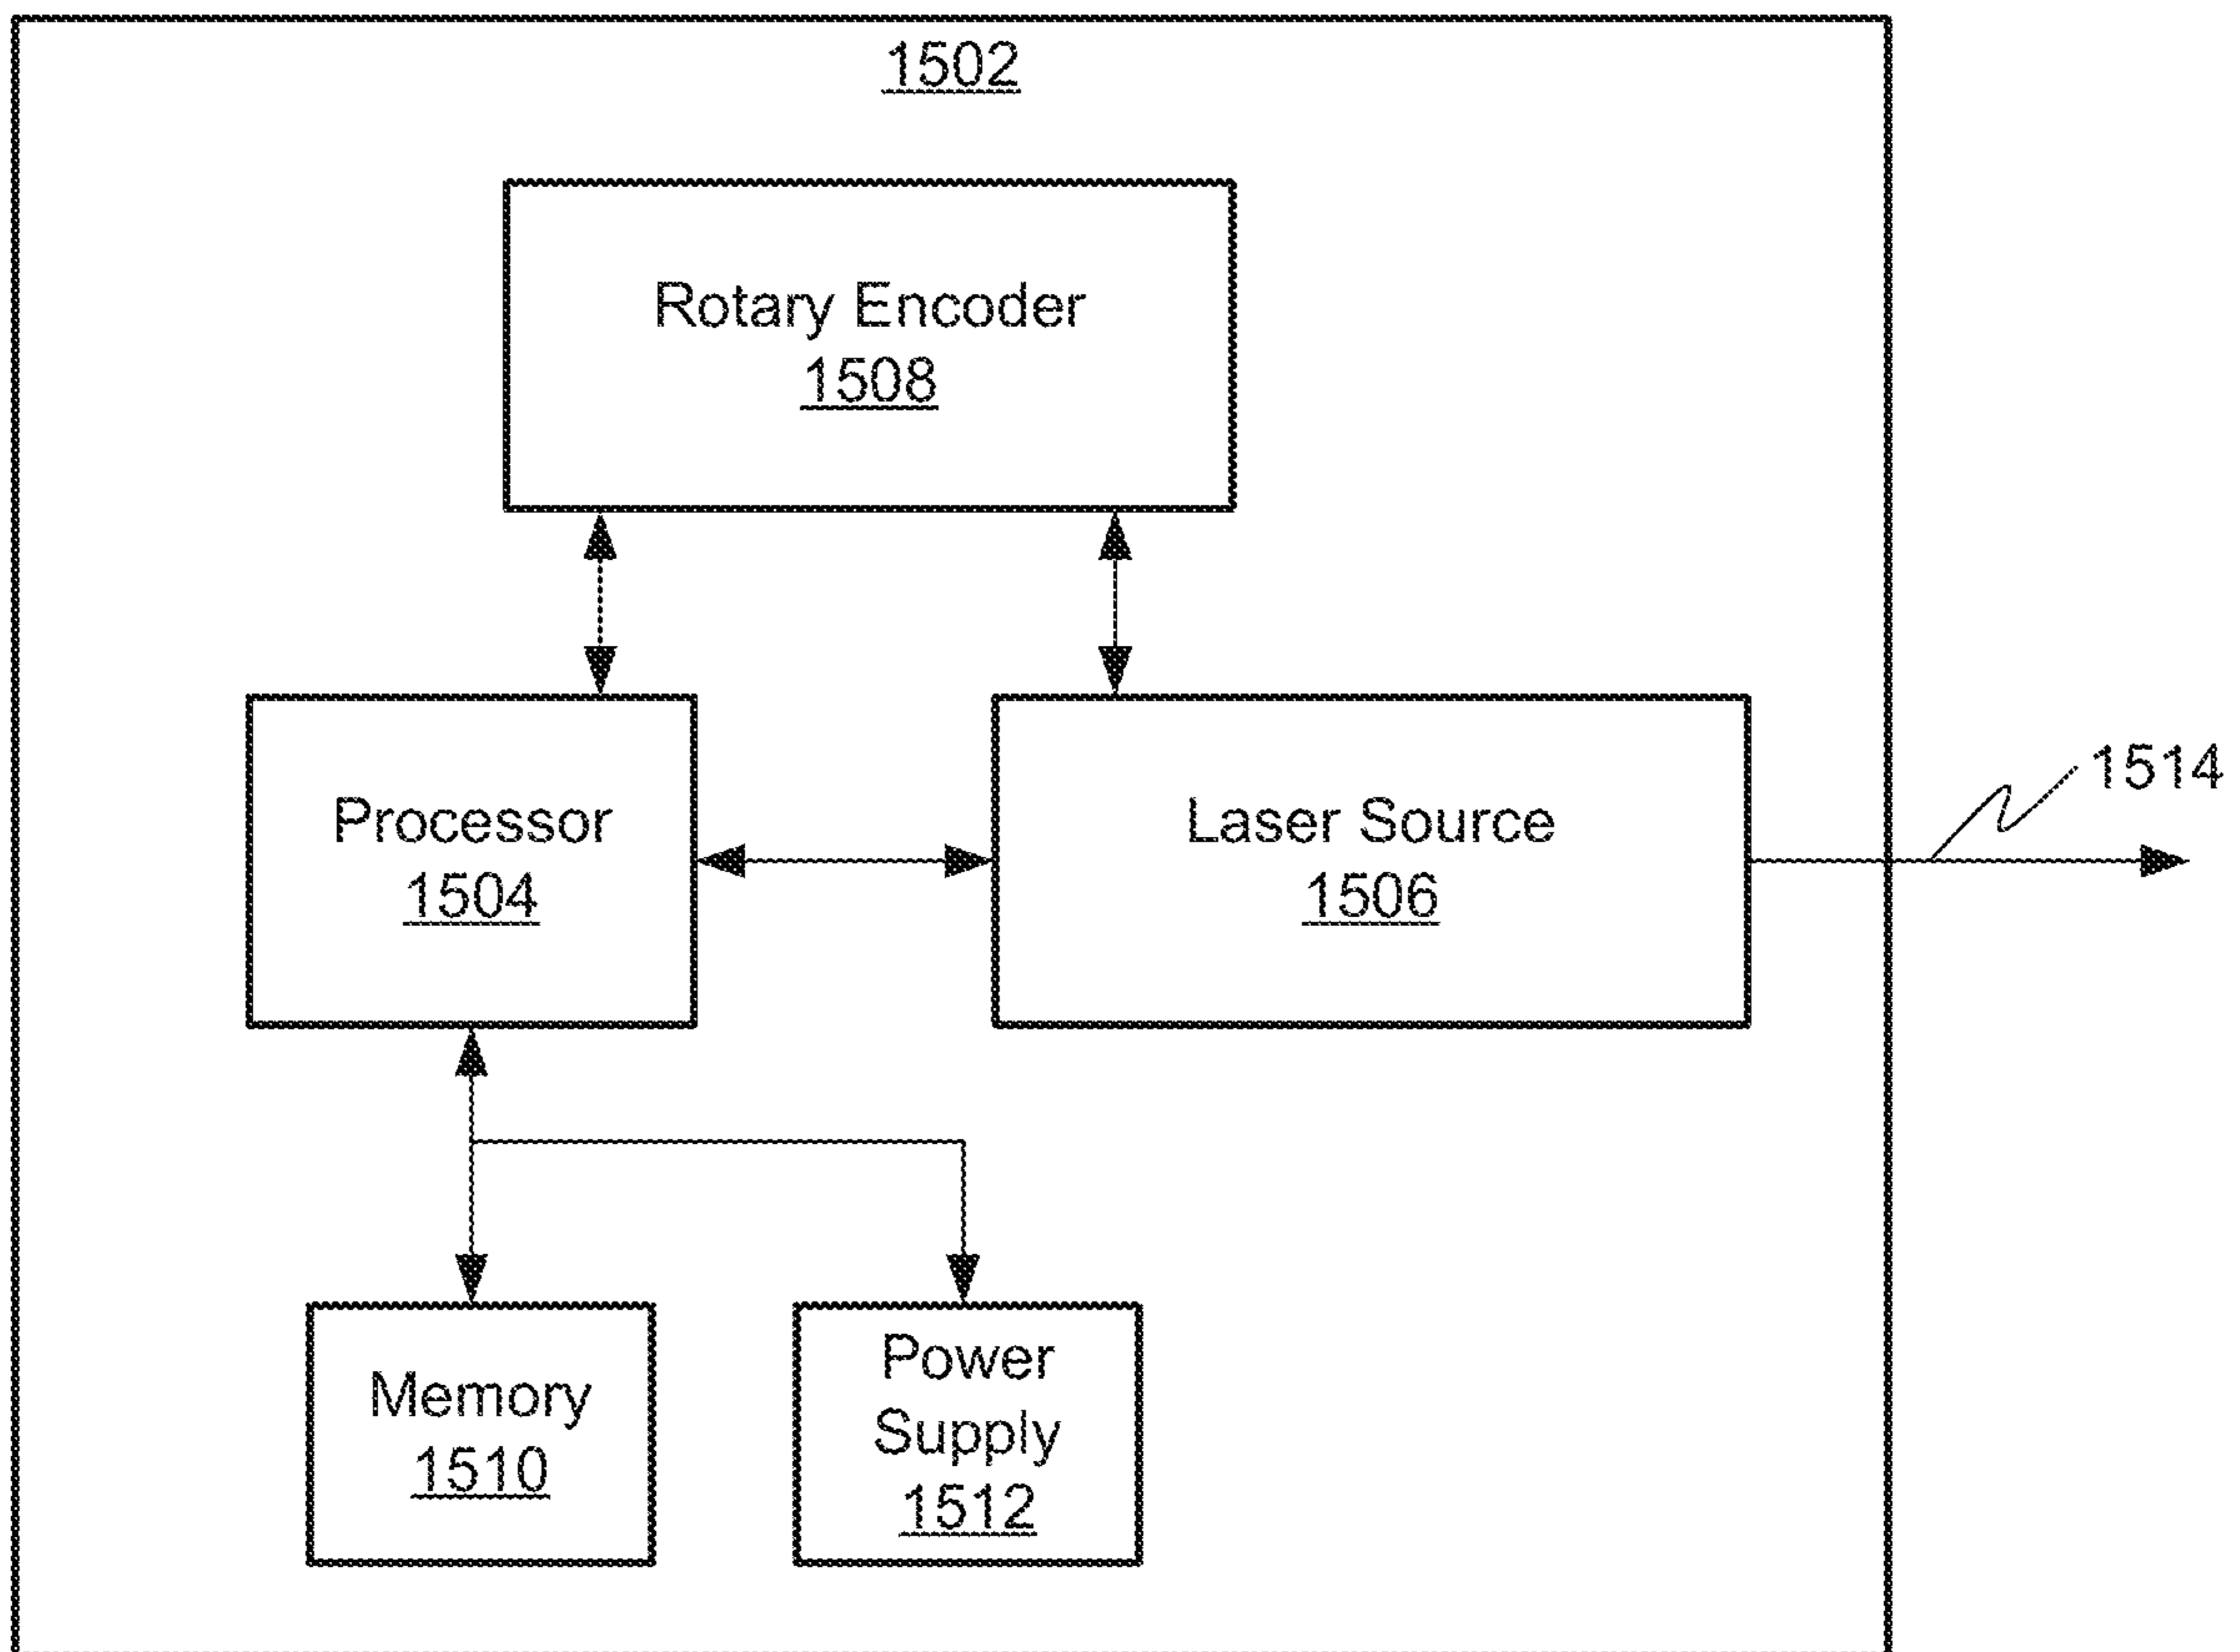 1502
Rotary Encoder
1508
1514
Processor
1504
Laser Source
1506
Memory
1510
Power
Supply
1512